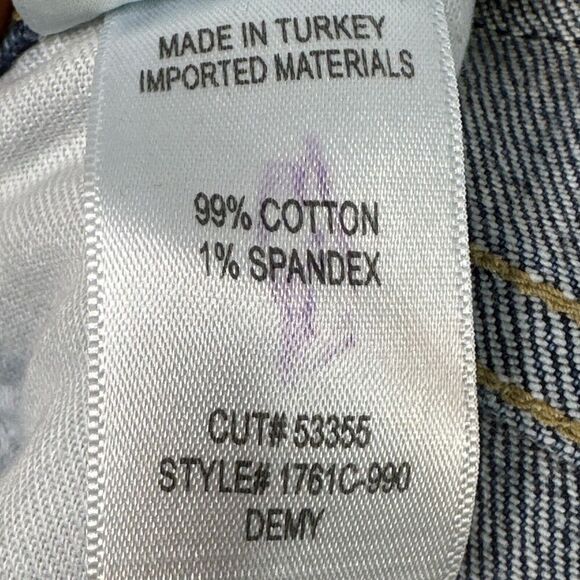 MADE IN TURKEY
IMPORTED MATERIALS
99% COTTON
1% SPANDEX
CUT# 53355
STYLE# 1761C-990
DEMY